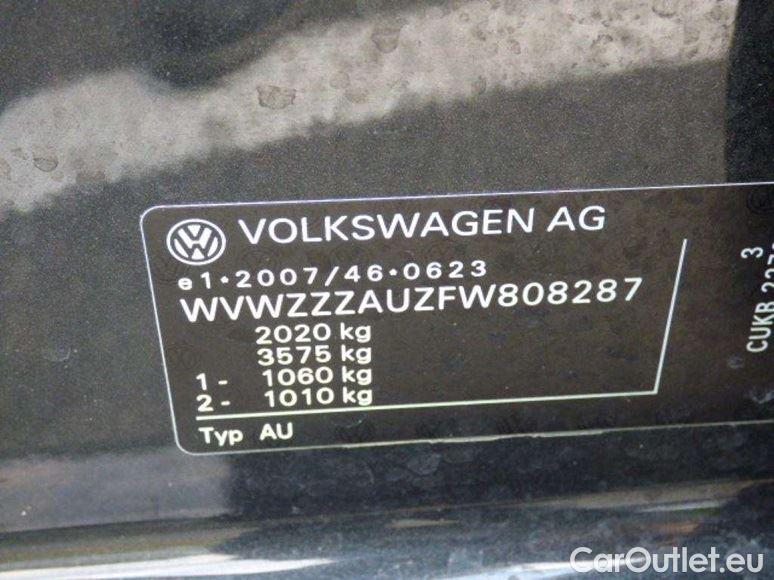 VOLKSWAGEN AG
e1*2007/46*0623
WVWZZZAUZFW808287
2020 kg
3575 kg
1- 1060 kg
2- 1010 kg
Typ AU
3
CUKB
CarOutlet.eu